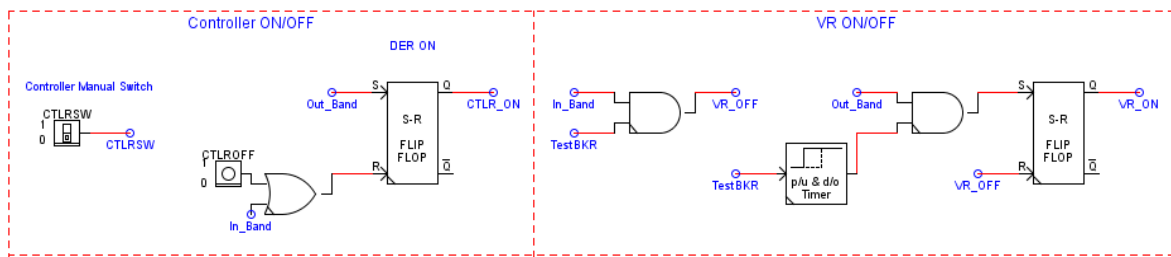 Controller ON/OFF
DER ON
Controller Manual Switch
CTLRSW
1
0
CTLRSW
Out_Band
S
Q
CTLR_ON
S-R
FLIP
FLOP
R
Q
CTLROFF
1
0
In_Band
VR ON/OFF
In_Band
TestBKR
VR_OFF
Out_Band
TestBKR
p/u & d/o
Timer
S
Q
VR_ON
S-R
FLIP
FLOP
R
Q
VR_OFF